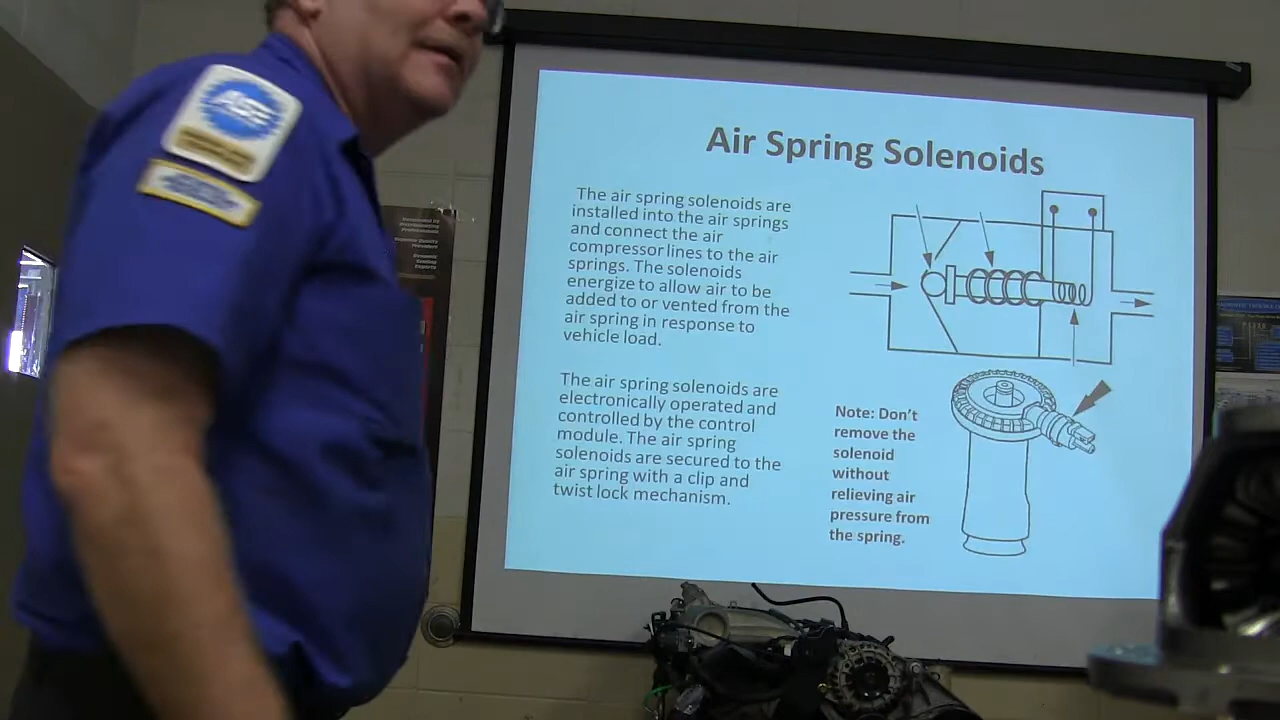 ASE
Air Spring Solenoids
The air spring solenoids are
installed into the air springs
and connect the air
compressor lines to the air
springs. The solenoids
energize to allow air to be
added to or vented from the
air spring in response to
vehicle load.
The air spring solenoids are
electronically operated and
controlled by the control
module. The air spring
solenoids are secured to the
air spring with a clip and
twist lock mechanism.
Note: Don't
remove the
solenoid
without
relieving air
pressure from
the spring.